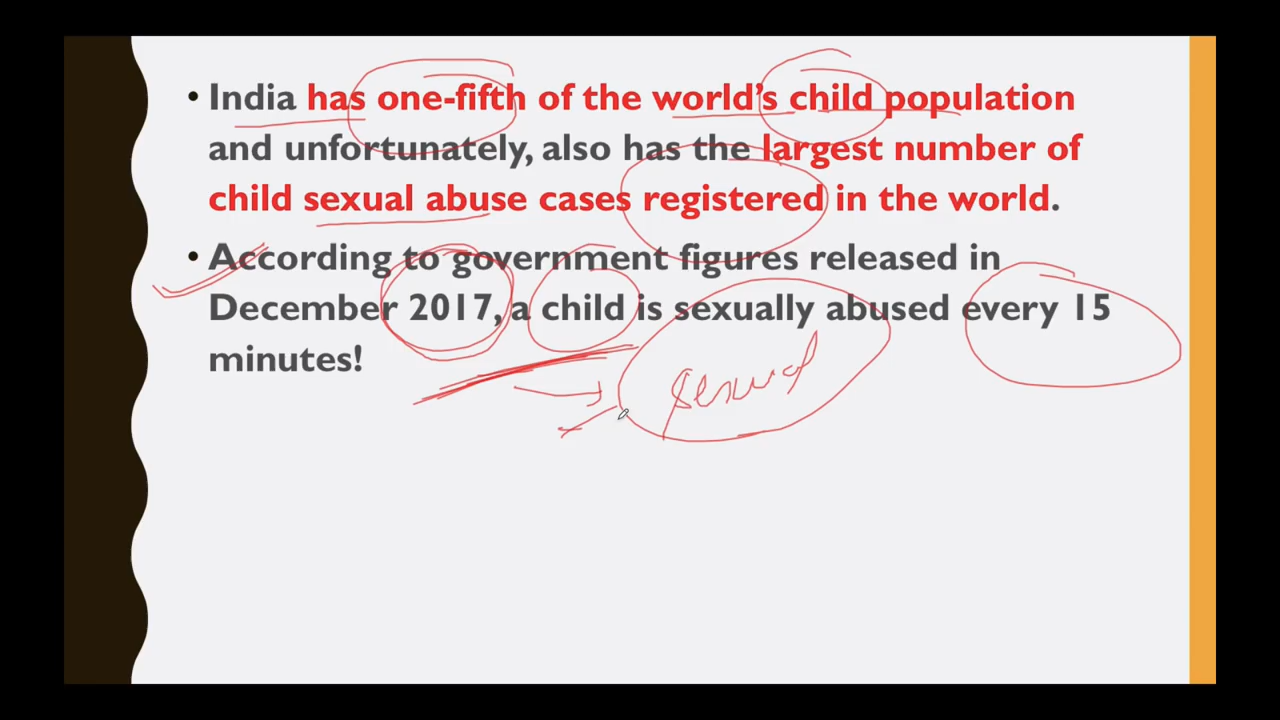 • India has one-fifth of the world's child population
and unfortunately, also has the largest number of
child sexual abuse cases registered in the world.
• According to government figures released in
December 2017, a child is sexually abused every 15
minutes!
sexual